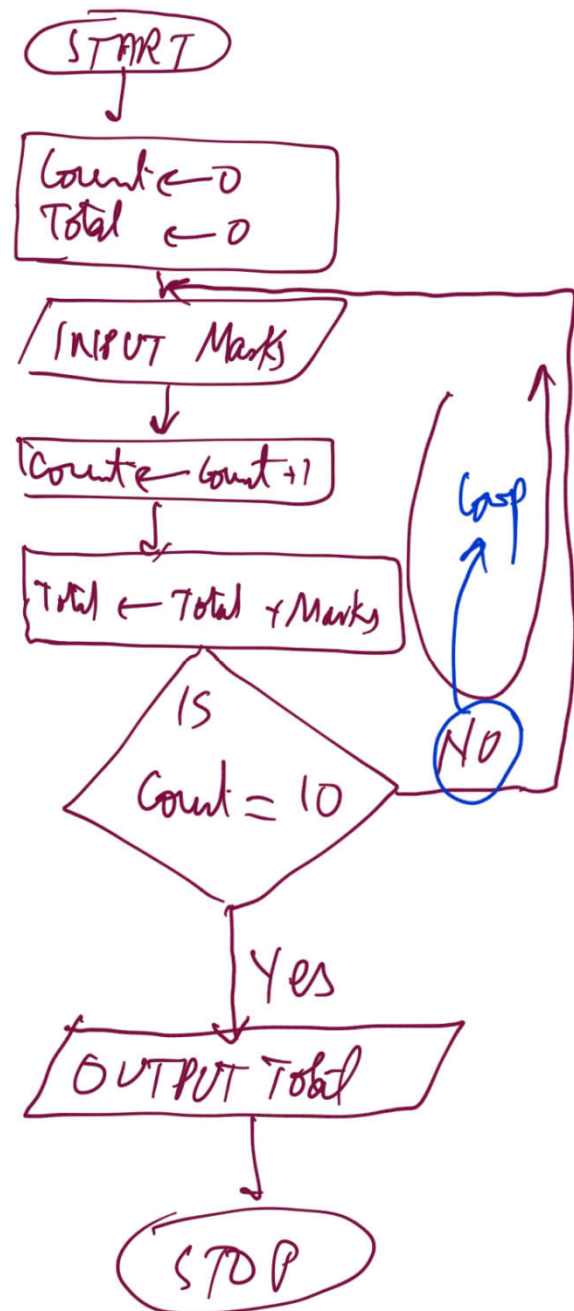 START
Count ← 0
Total ← 0
INPUT Marks
Count ← Count +1
Total ← Total + Marks
IS
Count = 10
Loop
NO
Yes
OUTPUT Total
STOP